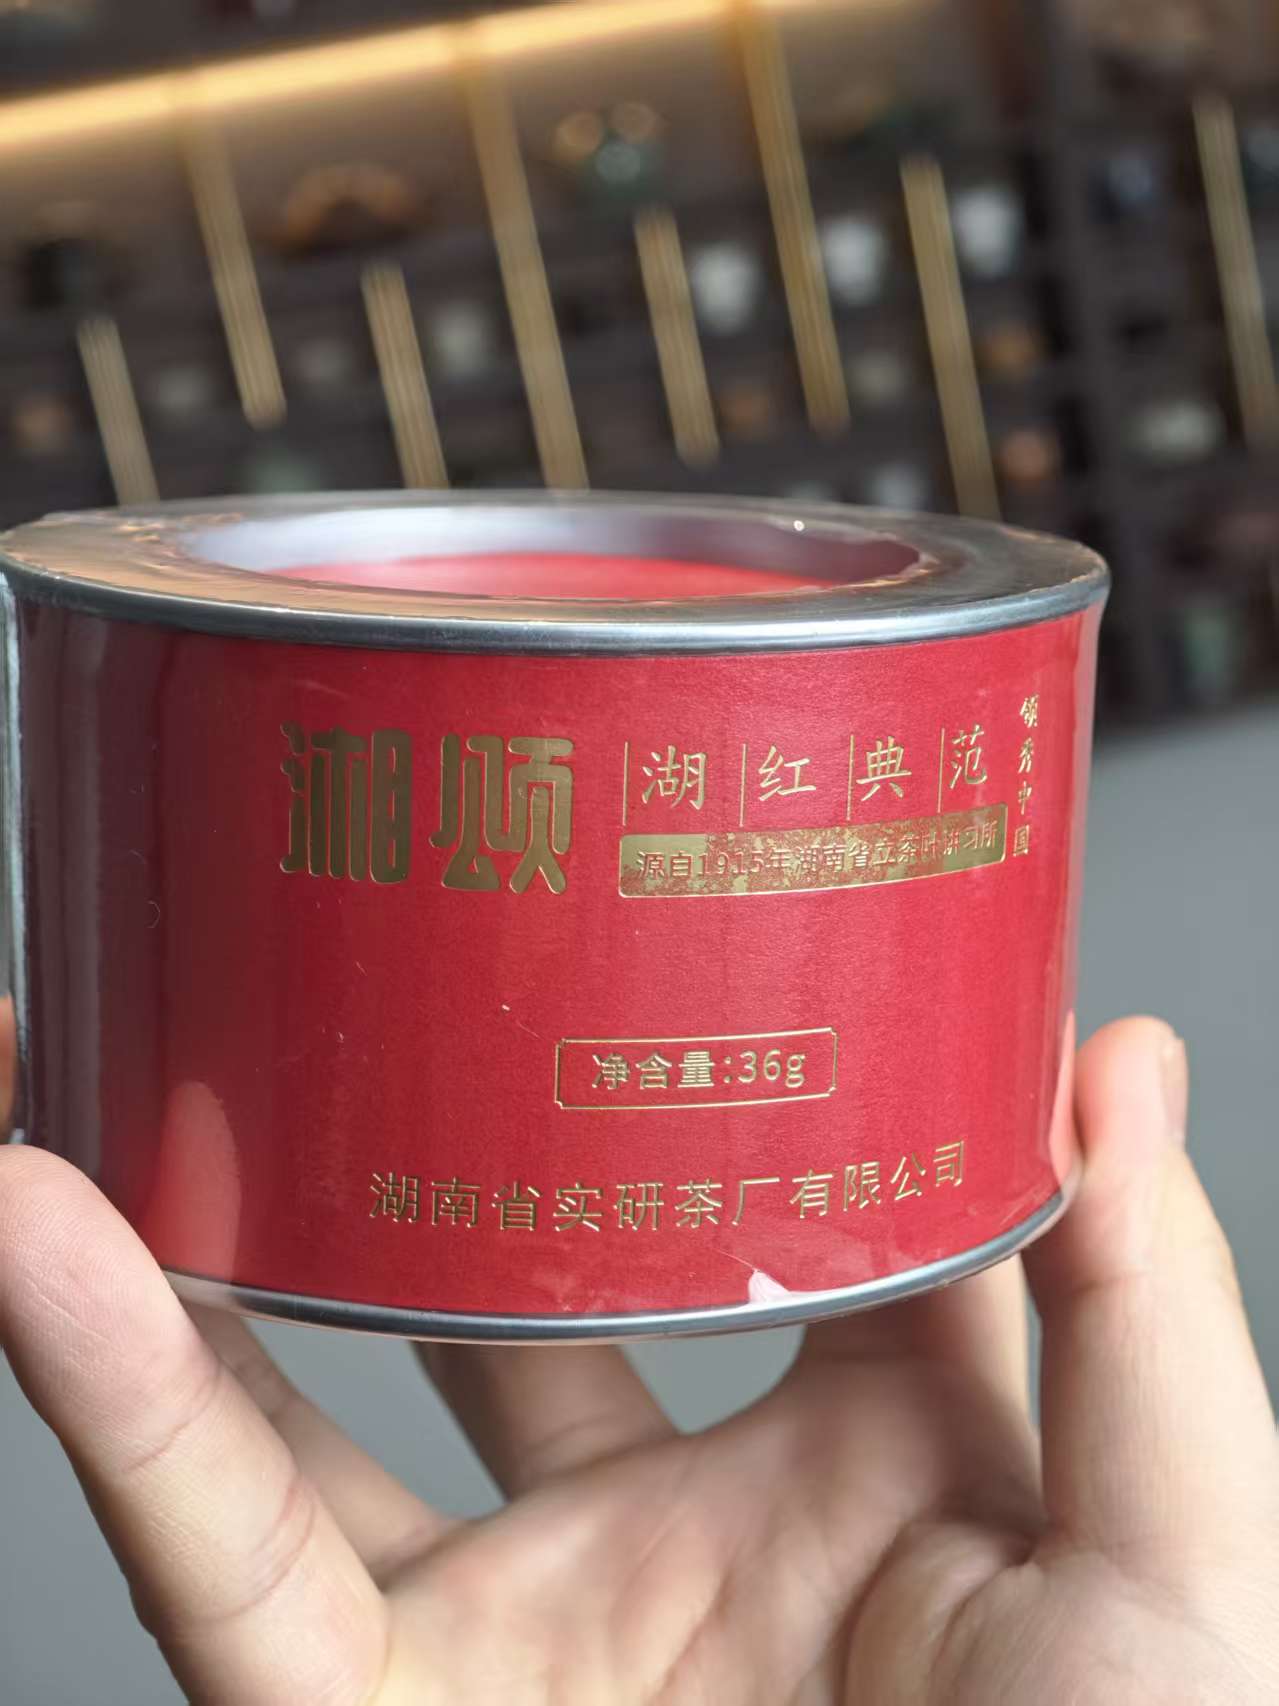 湘颂
湖红典范
源自1915年湖南省立茶叶讲习所
领秀中国
净含量:36g
湖南省实研茶厂有限公司